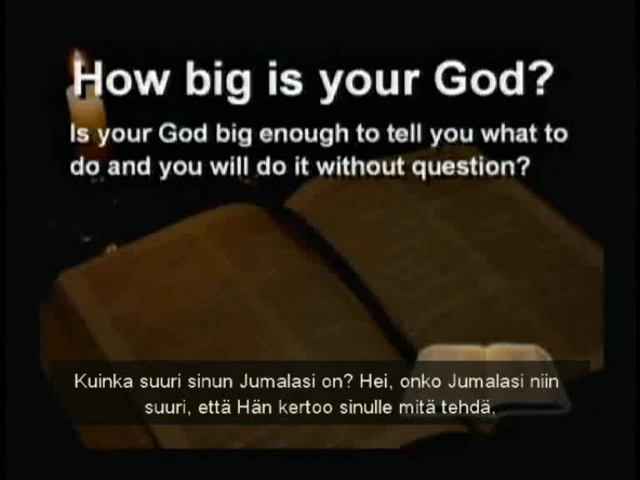 How big is your God?
Is your God big enough to tell you what to
do and you will do it without question?
Kuinka suuri sinun Jumalasi on? Hei, onko Jumalasi niin
suuri, että Hän kertoo sinulle mitä tehdä,